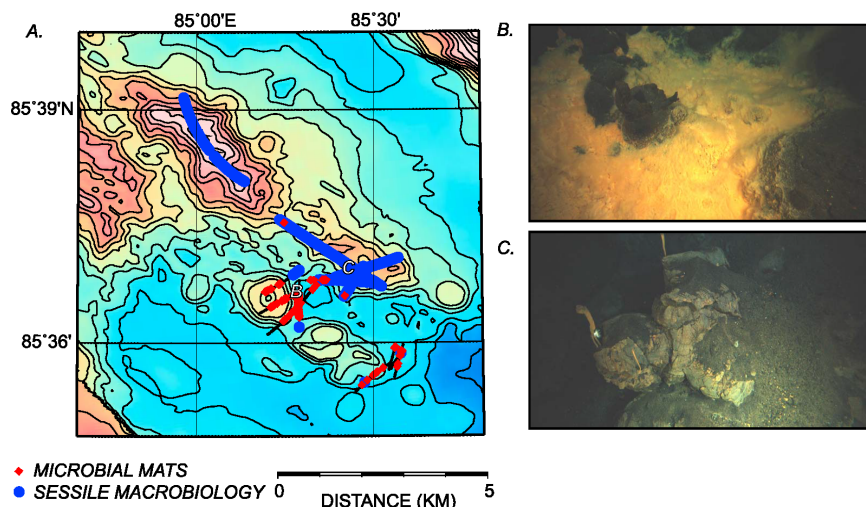 A.
85°00'E 85°30'
85°39'N
85°36'
C
B
MICROBIAL MATS
SESSILE MACROBIOLOGY
0 5
DISTANCE (KM)
B.
C.